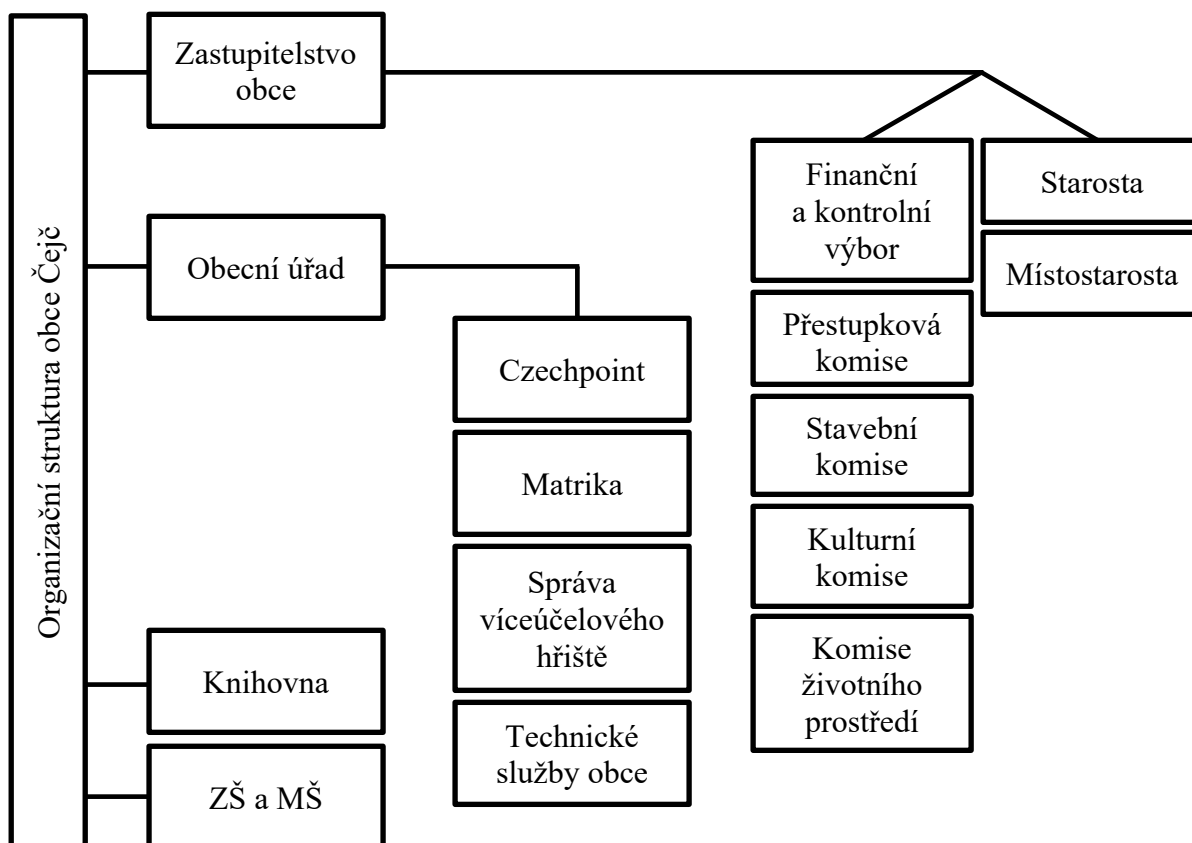 Organizační struktura obce Čejč
Zastupitelstvo
obce
Obecní úřad
Knihovna
ZŠ a MŠ
Czechpoint
Matrika
Správa
víceúčelového
hřiště
Technické
služby obce
Finanční
a kontrolní
výbor
Přestupková
komise
Stavební
komise
Kulturní
komise
Komise
životního
prostředí
Starosta
Místostarosta